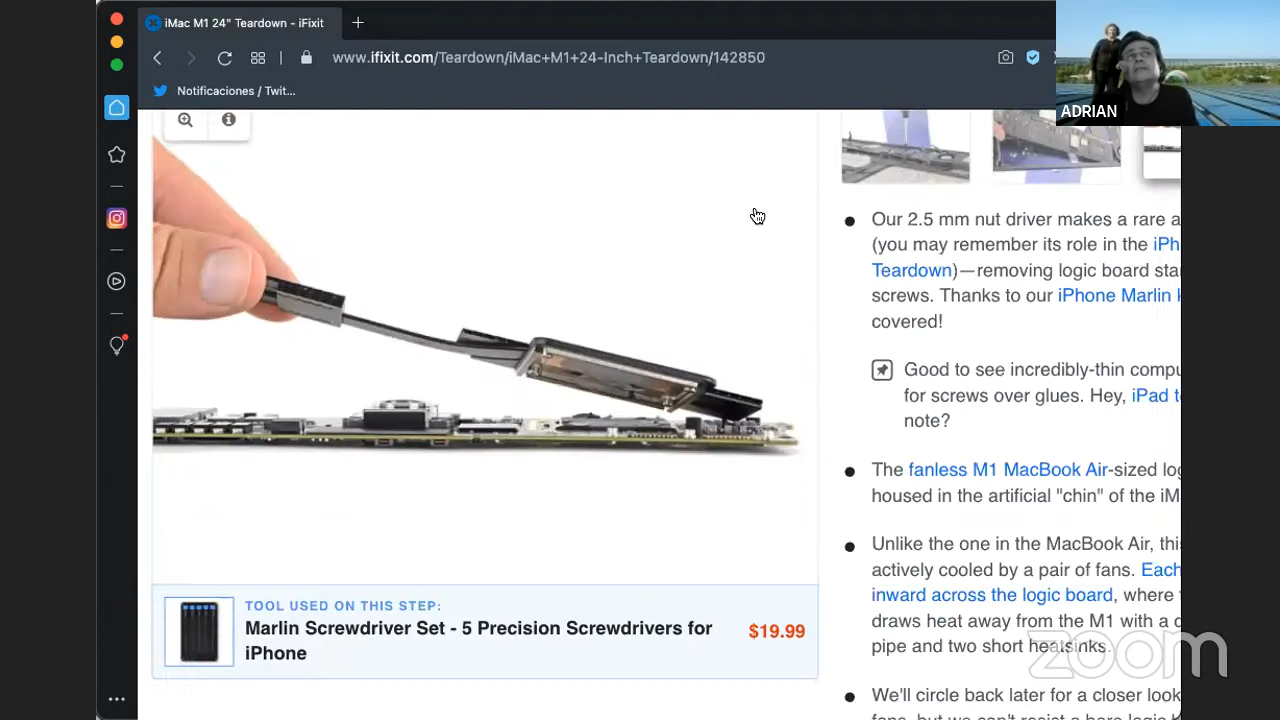 iMac M1 24" Teardown - iFixit
www.ifixit.com/Teardown/iMac+M1+24-Inch+Teardown/142850
Notificaciones / Twit...
ADRIAN
Our 2.5 mm nut driver makes a rare a
(you may remember its role in the iPh
Teardown)—removing logic board sta
screws. Thanks to our iPhone Marlin
covered!
Good to see incredibly-thin compu
for screws over glues. Hey, iPad t
note?
The fanless M1 MacBook Air-sized log
housed in the artificial "chin" of the iM
Unlike the one in the MacBook Air, this
actively cooled by a pair of fans. Each
inward across the logic board, where
draws heat away from the M1 with a
pipe and two short heatsinks.
We'll circle back later for a closer look
TOOL USED ON THIS STEP:
Marlin Screwdriver Set - 5 Precision Screwdrivers for
iPhone
$19.99
zoom